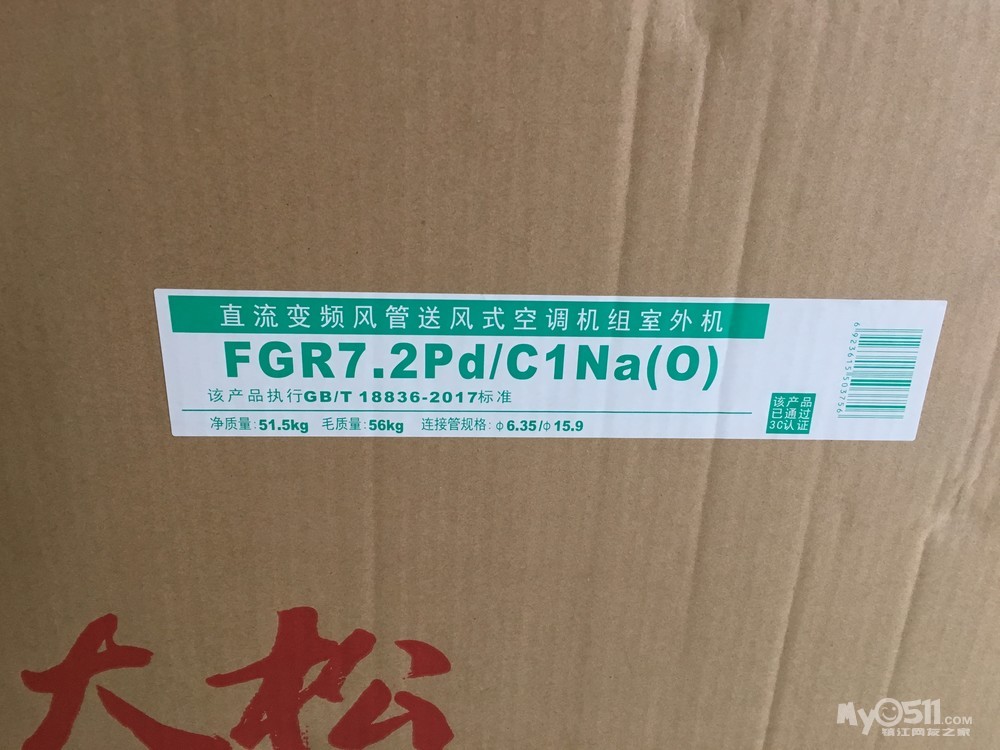 直流变频风管送风式空调机组室外机
FGR7.2Pd/C1Na(O)
该产品执行GB/T 18836-2017标准
净质量:51.5kg 毛质量:56kg 连接管规格:φ6.35/φ15.9
该产品
已通过
3C认证
6923615503756
大松
My0511.COM
镇江网友之家